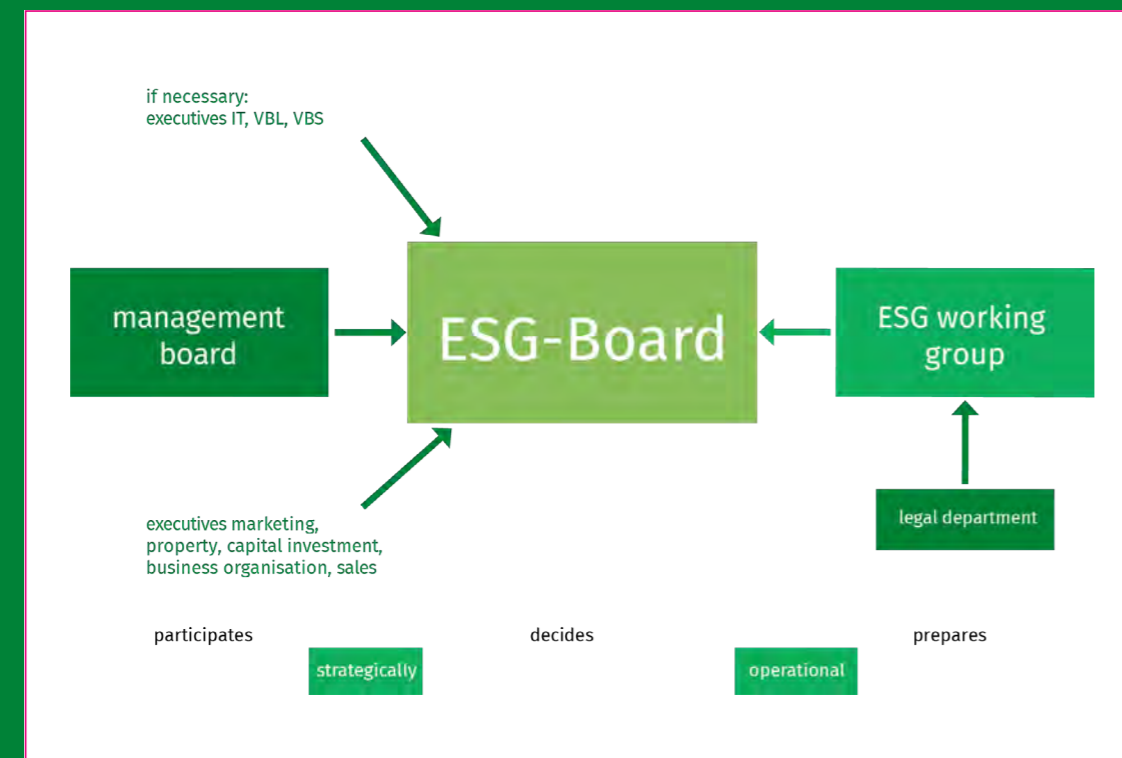 if necessary:
executives IT, VBL, VBS
management
board
ESG-Board
ESG working
group
legal department
executives marketing,
property, capital investment,
business organisation, sales
participates
decides
prepares
strategically
operational